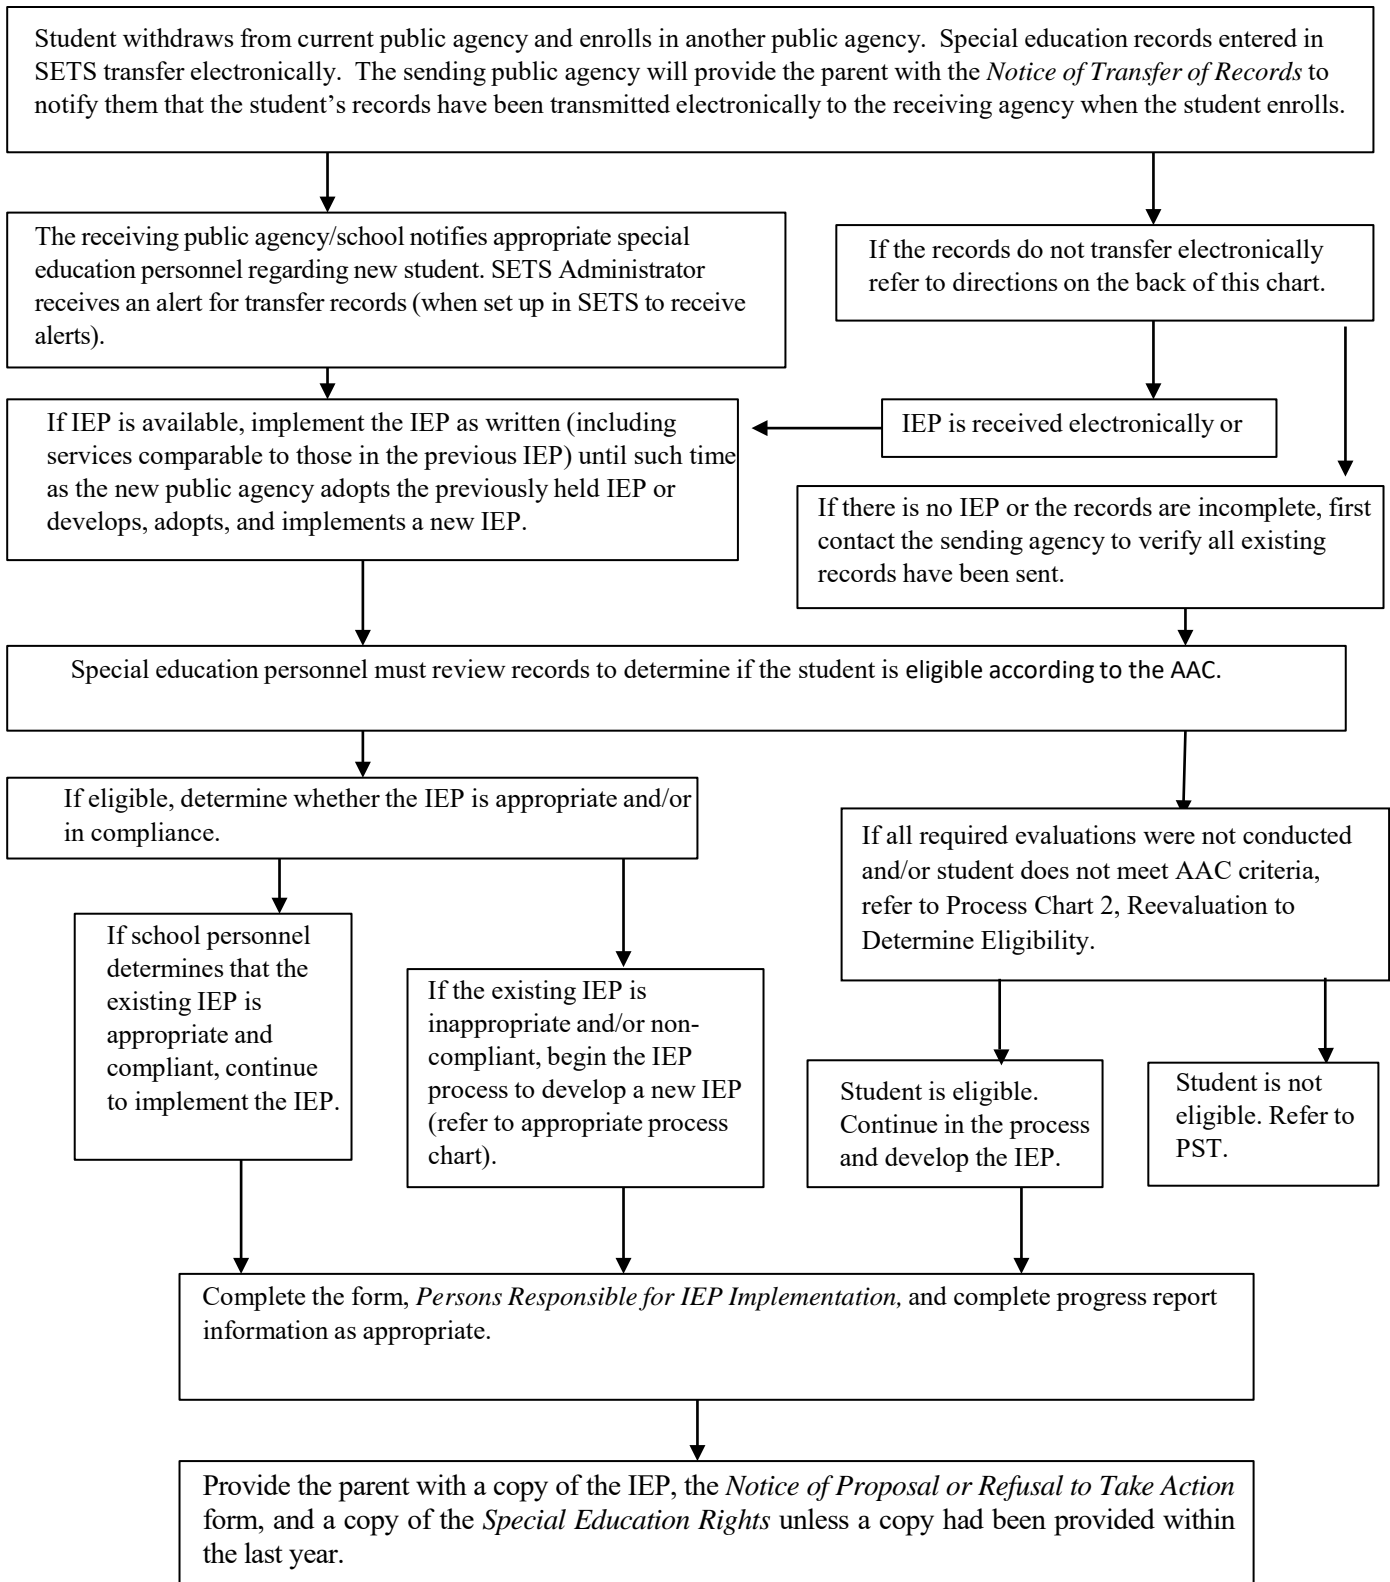 Student withdraws from current public agency and enrolls in another public agency.  Special education records entered in
SETS transfer electronically.  The sending public agency will provide the parent with the Notice of Transfer of Records to
notify them that the student's records have been transmitted electronically to the receiving agency when the student enrolls.
The receiving public agency/school notifies appropriate special
education personnel regarding new student. SETS Administrator
receives an alert for transfer records (when set up in SETS to receive
alerts).
If the records do not transfer electronically
refer to directions on the back of this chart.
If IEP is available, implement the IEP as written (including
services comparable to those in the previous IEP) until such time
as the new public agency adopts the previously held IEP or
develops, adopts, and implements a new IEP.
IEP is received electronically or
If there is no IEP or the records are incomplete, first
contact the sending agency to verify all existing
records have been sent.
Special education personnel must review records to determine if the student is eligible according to the AAC.
If eligible, determine whether the IEP is appropriate and/or
in compliance.
If all required evaluations were not conducted
and/or student does not meet AAC criteria,
refer to Process Chart 2, Reevaluation to
Determine Eligibility.
If school personnel
determines that the
existing IEP is
appropriate and
compliant, continue
to implement the IEP.
If the existing IEP is
inappropriate and/or non-
compliant, begin the IEP
process to develop a new IEP
(refer to appropriate process
chart).
Student is eligible.
Continue in the process
and develop the IEP.
Student is not
eligible. Refer to
PST.
Complete the form, Persons Responsible for IEP Implementation, and complete progress report
information as appropriate.
Provide the parent with a copy of the IEP, the Notice of Proposal or Refusal to Take Action
form, and a copy of the Special Education Rights unless a copy had been provided within
the last year.